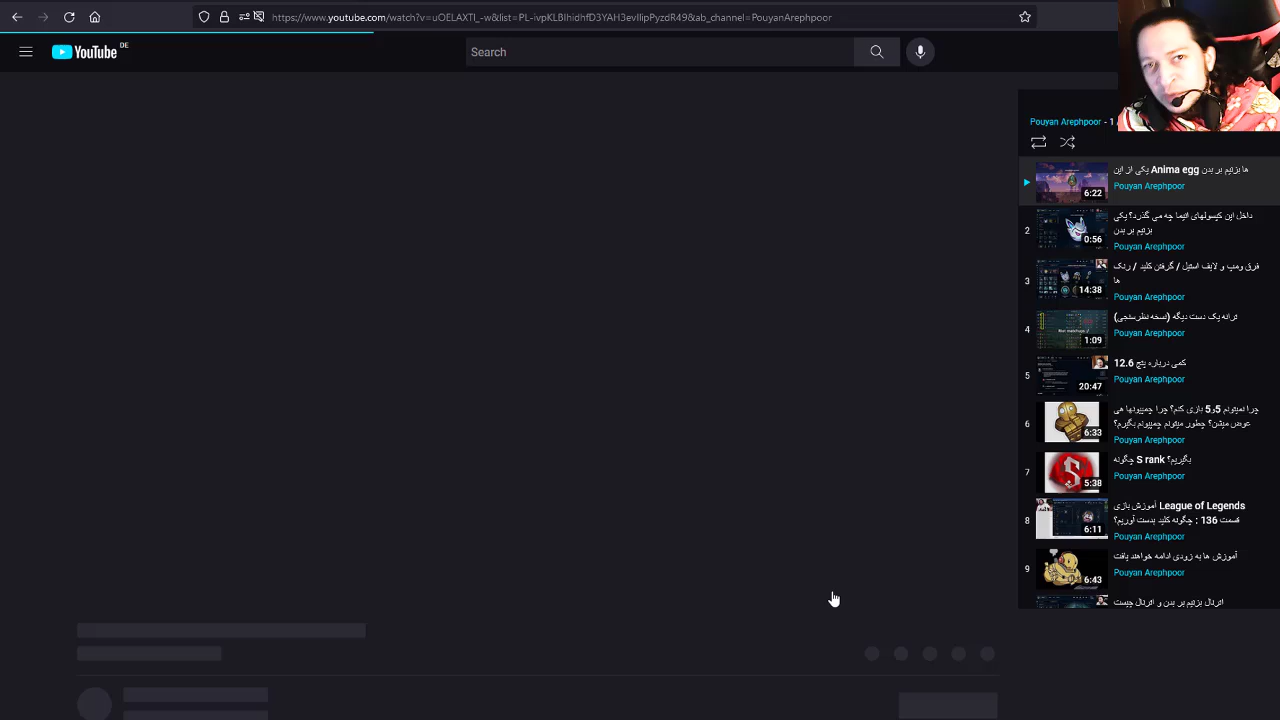 https://www.youtube.com/watch?v=uOELAXTI_-w&list=PL-ivpKLBIhidhfD3YAH3evIlipPyzdR49&ab_channel=PouyanArephpoor
YouTube DE
Search
Pouyan Arephpoor - 1
ها بزنیم بر بدن Anima egg یکی از این
Pouyan Arephpoor
6:22
2
داخل این کپسولهای انیما چه می گذرد؟ یکی
بزنیم بر بدن
Pouyan Arephpoor
0:56
3
فرق ومپ و لایف استیل / گرفتن کلید / رنک
ها
Pouyan Arephpoor
14:38
4
ترانه یک دست دیگه (نسخه نظرسنجی)
Pouyan Arephpoor
1:09
5
کمی درباره پتچ 12.6
Pouyan Arephpoor
20:47
6
چرا نمیتونم 5و5 بازی کنم؟ چرا چمپیونها هی
عوض میشن؟ چطور میتونم چمپیونم بگیرم؟
Pouyan Arephpoor
6:33
7
بگیریم؟ S rank چگونه
Pouyan Arephpoor
5:38
8
آموزش بازی League of Legends
قسمت 136 : چگونه کلید بدست آوریم؟
Pouyan Arephpoor
6:11
9
آموزش ها به زودی ادامه خواهند یافت
Pouyan Arephpoor
6:43
اترنال بزنیم بر بدن و اترنال چیست